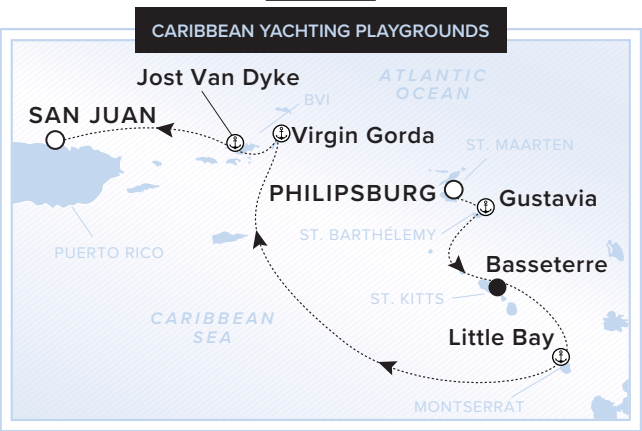 CARIBBEAN YACHTING PLAYGROUNDS
Jost Van Dyke
ATLANTIC
OCEAN
BVI
SAN JUAN
Virgin Gorda
ST. MAARTEN
PHILIPSBURG
Gustavia
ST. BARTHÉLEMY
PUERTO RICO
Basseterre
ST. KITTS
CARIBBEAN
SEA
Little Bay
MONTSERRAT